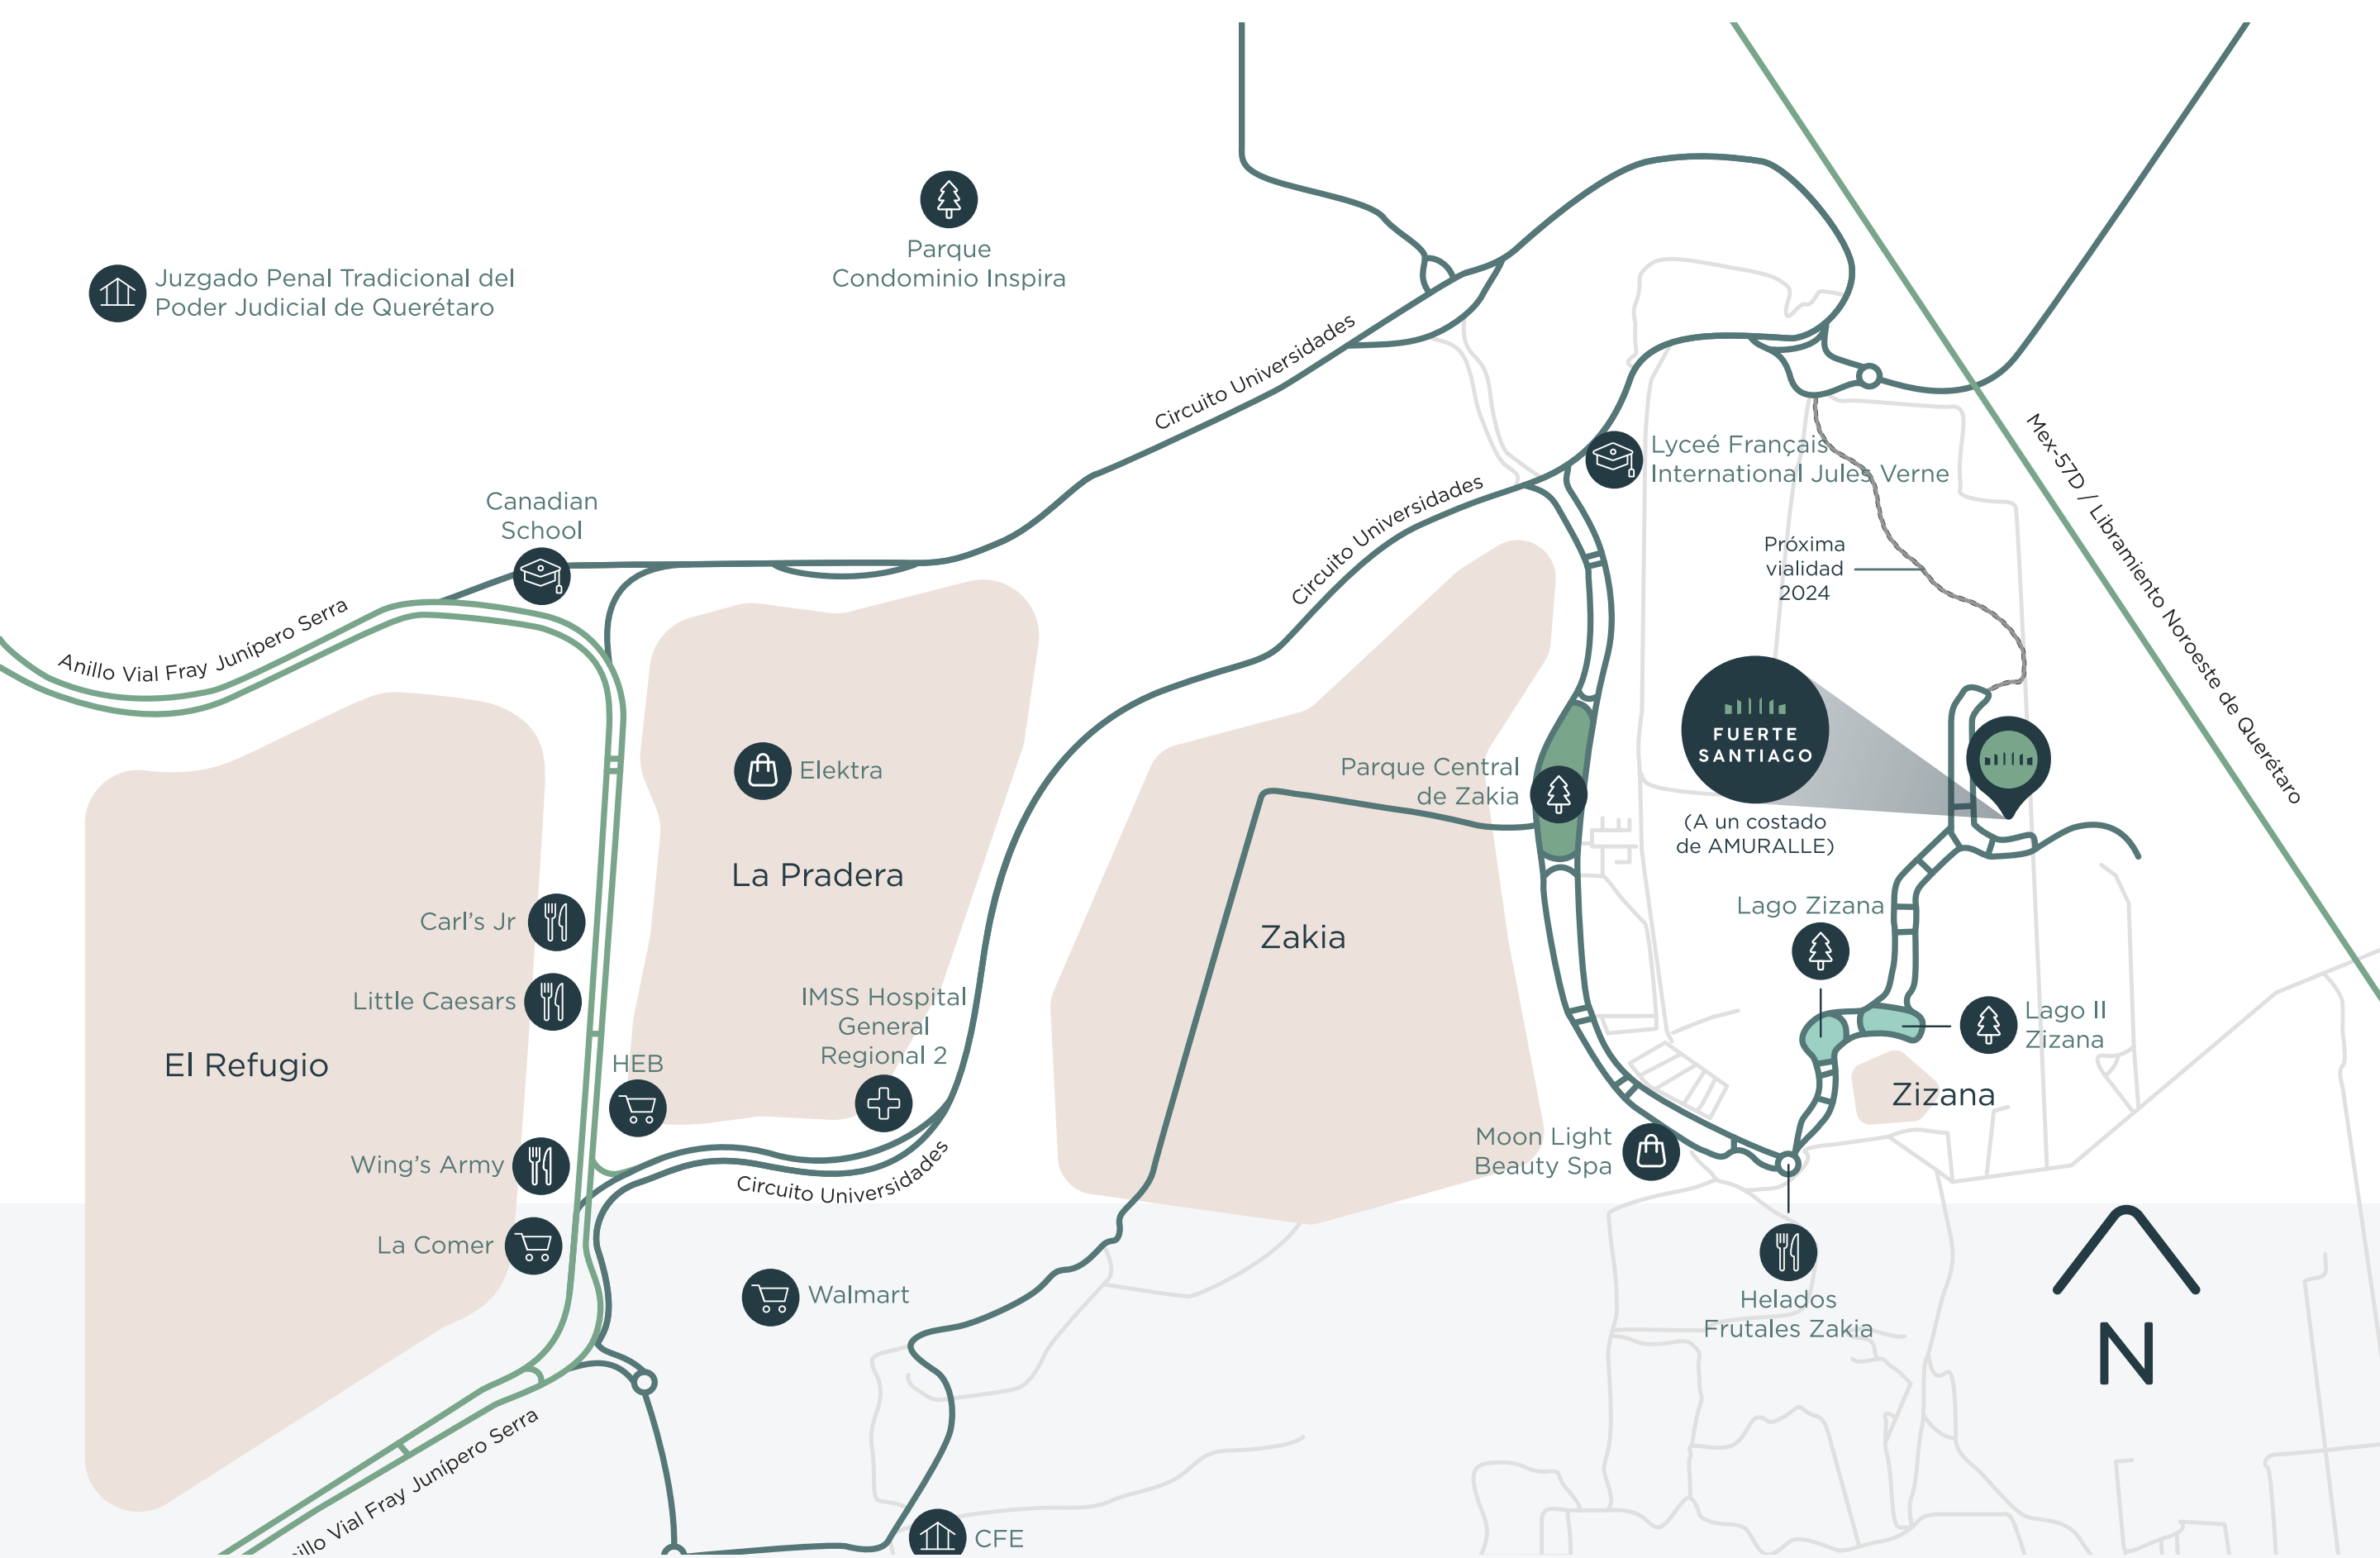 Parque
Condominio Inspira
Juzgado Penal Tradicional del
Poder Judicial de Querétaro
Circuito Universidades
Mex-57D / Libramiento Noroeste de Querétaro
Lyceé Français
International Jules Verne
Circuito Universidades
Canadian
School
Próxima
vialidad
2024
Anillo Vial Fray Junípero Serra
FUERTE
SANTIAGO
Elektra
Parque Central
de Zakia
(A un costado
de AMURALLE)
La Pradera
Carl's Jr
Zakia
Lago Zizana
Little Caesars
IMSS Hospital
General
Regional 2
Lago II
Zizana
El Refugio
HEB
Zizana
Moon Light
Beauty Spa
Wing's Army
Circuito Universidades
La Comer
Walmart
Helados
Frutales Zakia
N
nillo Vial Fray Junípero Serra
CFE